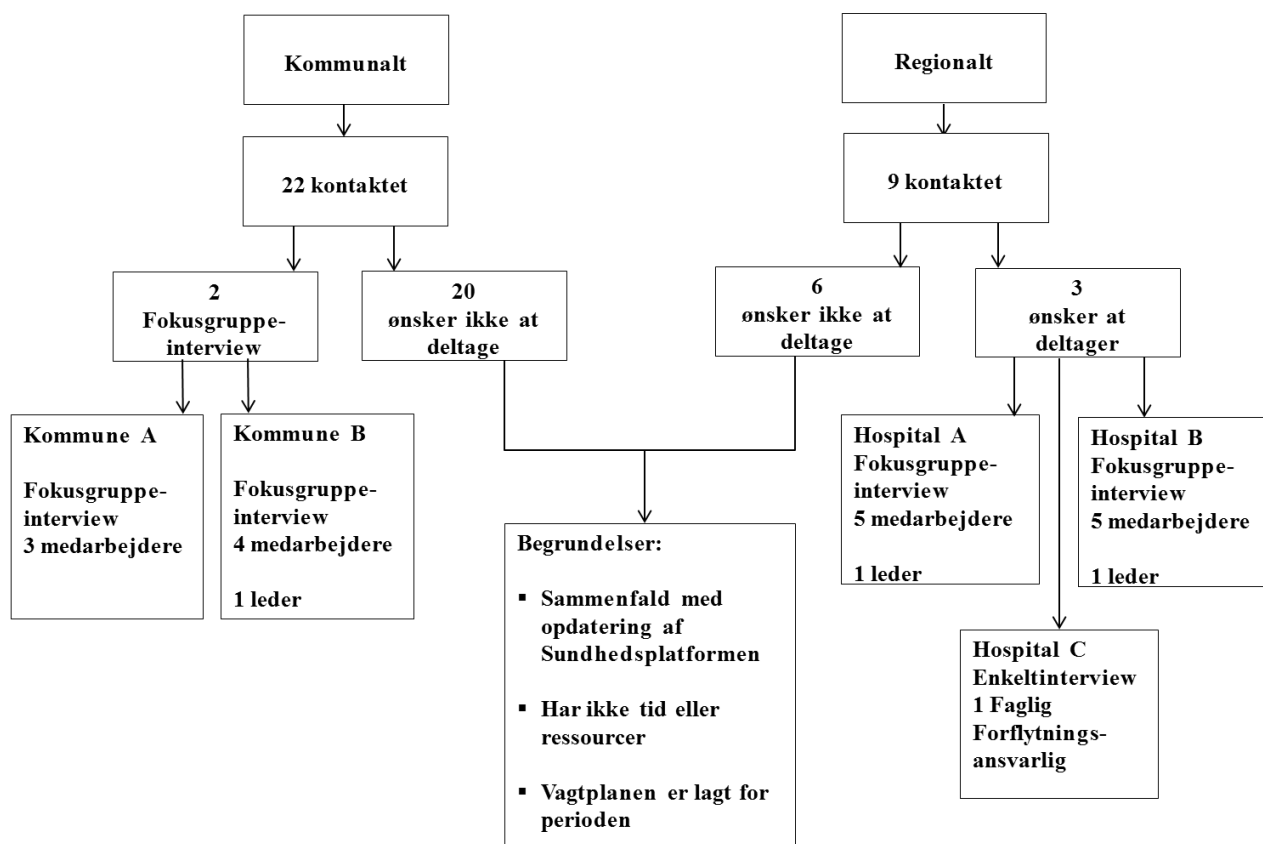 Kommunalt
22 kontaktet
2
Fokusgruppe-
interview
20
ønsker ikke at
deltage
Kommune A
Fokusgruppe-
interview
3 medarbejdere
Kommune B
Fokusgruppe-
interview
4 medarbejdere
1 leder
Regionalt
9 kontaktet
6
ønsker ikke at
deltage
3
ønsker at
deltager
Begrundelser:
▪ Sammenfald med
opdatering af
Sundhedsplatformen
▪ Har ikke tid eller
ressourcer
▪ Vagtplanen er lagt for
perioden
Hospital A
Fokusgruppe-
interview
5 medarbejdere
1 leder
Hospital B
Fokusgruppe-
interview
5 medarbejdere
1 leder
Hospital C
Enkeltinterview
1 Faglig
Forflytnings-
ansvarlig